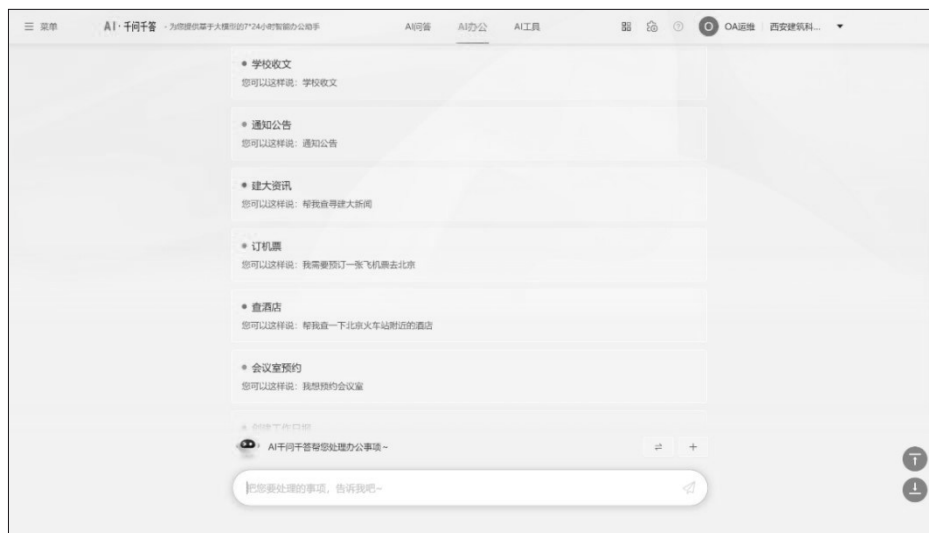 菜单 AI·千问千答 - 为您提供基于大模型的7*24小时智能办公助手 AI问答 AI办公 AI工具 O OA运维 西安建筑科...
学校收文
您可以这样说：学校收文
通知公告
您可以这样说：通知公告
建大资讯
您可以这样说：帮我查寻建大新闻
订机票
您可以这样说：我需要预订一张飞机票去北京
查酒店
您可以这样说：帮我查一下北京火车站附近的酒店
会议室预约
您可以这样说：我想预约会议室
创建工作日报
AI千问千答帮您处理办公事项~
把您要处理的事项，告诉我吧~